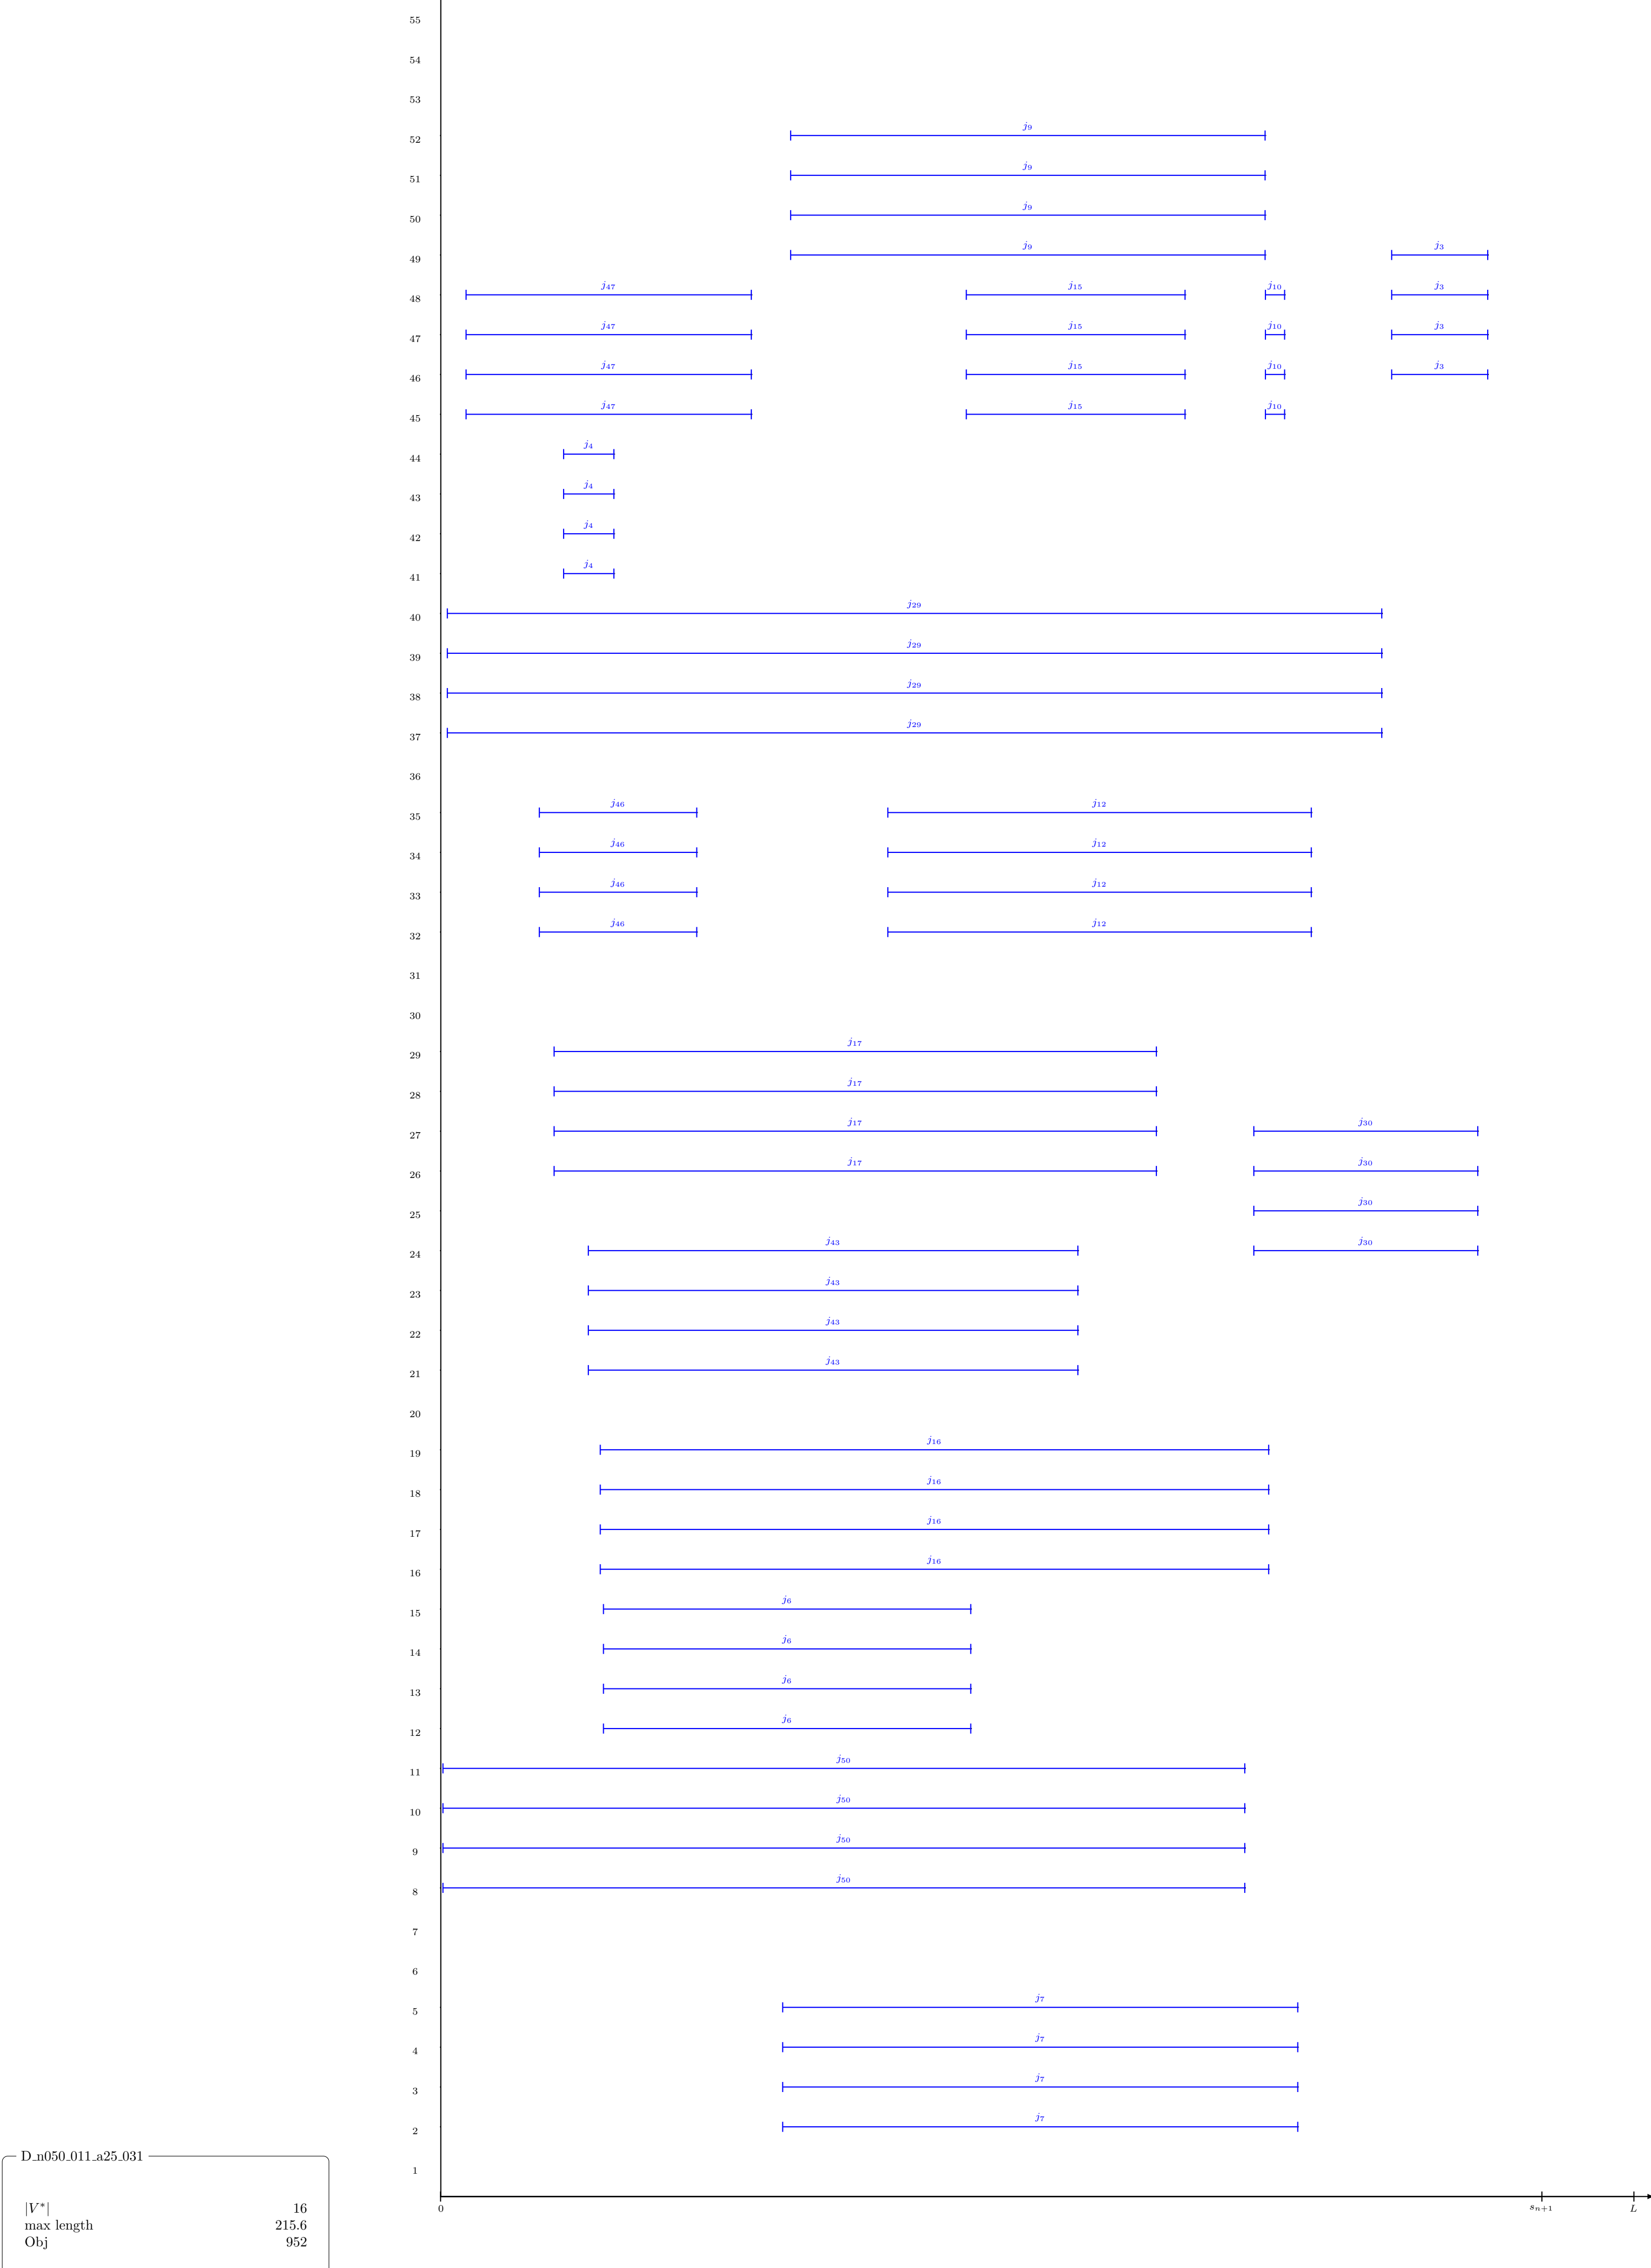 55
54
53
j9
52
j9
51
j9
50
j9 j3
49
j47 j15 j10 j3
48
j47 j15 j10 j3
47
j47 j15 j10 j3
46
j47 j15 j10
45
j4
44
j4
43
j4
42
j4
41
j29
40
j29
39
j29
38
j29
37
36
j46 j12
35
j46 j12
34
j46 j12
33
j46 j12
32
31
30
j17
29
j17
28
j17 j30
27
j17 j30
26
j30
25
j43 j30
24
j43
23
j43
22
j43
21
20
j16
19
j16
18
j16
17
j16
16
j6
15
j6
14
j6
13
j6
12
j50
11
j50
10
j50
9
j50
8
7
6
j7
5
j7
4
j7
3
j7
2
1
0 sn+1 L
D_n050_011_a25_031
|V*| 16
max length 215.6
Obj 952